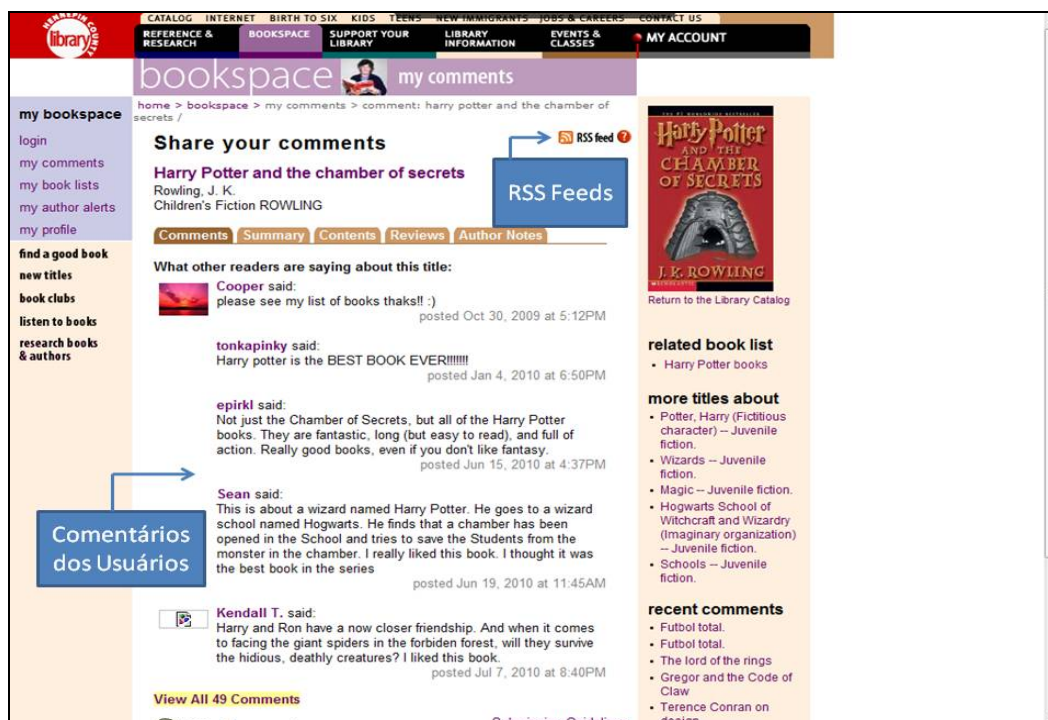 HENNEPIN COUNTY
library
CATALOG INTERNET BIRTH TO SIX KIDS TEENS NEW IMMIGRANTS JOBS & CAREERS CONTACT US
REFERENCE & RESEARCH BOOKSPACE SUPPORT YOUR LIBRARY LIBRARY INFORMATION EVENTS & CLASSES MY ACCOUNT
bookspace my comments
home > bookspace > my comments > comment: harry potter and the chamber of
secrets /
my bookspace
login
my comments
my book lists
my author alerts
my profile
find a good book
new titles
book clubs
listen to books
research books
& authors
Share your comments
RSS feed ?
RSS Feeds
Harry Potter and the chamber of secrets
Rowling, J. K.
Children's Fiction ROWLING
Comments Summary Contents Reviews Author Notes
What other readers are saying about this title:
Cooper said:
please see my list of books thaks!! :)
posted Oct 30, 2009 at 5:12PM
tonkapinky said:
Harry potter is the BEST BOOK EVER!!!!!!!!
posted Jan 4, 2010 at 6:50PM
epirkl said:
Not just the Chamber of Secrets, but all of the Harry Potter
books. They are fantastic, long (but easy to read), and full of
action. Really good books, even if you don't like fantasy.
posted Jun 15, 2010 at 4:37PM
Sean said:
This is about a wizard named Harry Potter. He goes to a wizard
school named Hogwarts. He finds that a chamber has been
opened in the School and tries to save the Students from the
monster in the chamber. I really liked this book. I thought it was
the best book in the series
posted Jun 19, 2010 at 11:45AM
Comentários
dos Usuários
Kendall T. said:
Harry and Ron have a now closer friendship. And when it comes
to facing the giant spiders in the forbiden forest, will they survive
the hidious, deathly creatures? I liked this book.
posted Jul 7, 2010 at 8:40PM
View All 49 Comments
Harry Potter
AND THE
CHAMBER
OF SECRETS
J. K. ROWLING
Return to the Library Catalog
related book list
Harry Potter books
more titles about
Potter, Harry (Fictitious
character) -- Juvenile
fiction.
Wizards -- Juvenile
fiction.
Magic -- Juvenile fiction.
Hogwarts School of
Witchcraft and Wizardry
(Imaginary organization)
-- Juvenile fiction.
Schools -- Juvenile
fiction.
recent comments
Futbol total.
Futbol total.
The lord of the rings
Gregor and the Code of
Claw
Terence Conran on